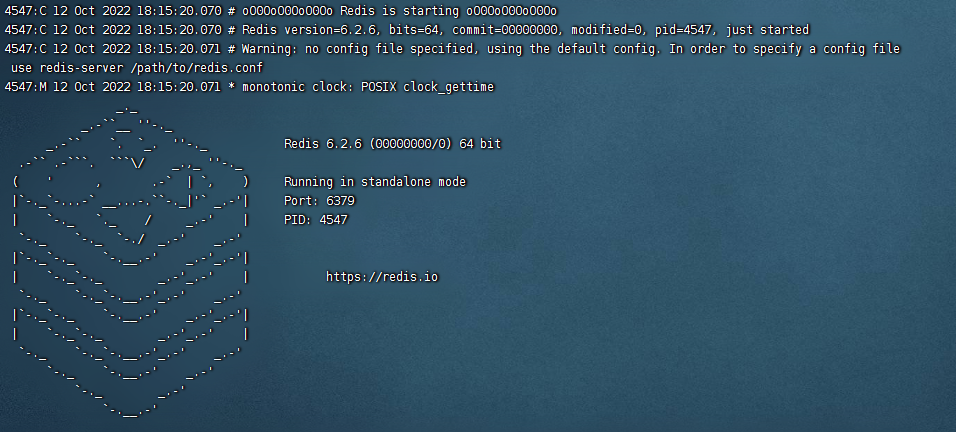 4547:C 12 Oct 2022 18:15:20.070 # oO0OoO0OoO0Oo Redis is starting oO0OoO0OoO0Oo
4547:C 12 Oct 2022 18:15:20.070 # Redis version=6.2.6, bits=64, commit=00000000, modified=0, pid=4547, just started
4547:C 12 Oct 2022 18:15:20.071 # Warning: no config file specified, using the default config. In order to specify a config file
use redis-server /path/to/redis.conf
4547:M 12 Oct 2022 18:15:20.071 * monotonic clock: POSIX clock_gettime
Redis 6.2.6 (00000000/0) 64 bit
Running in standalone mode
Port: 6379
PID: 4547
https://redis.io